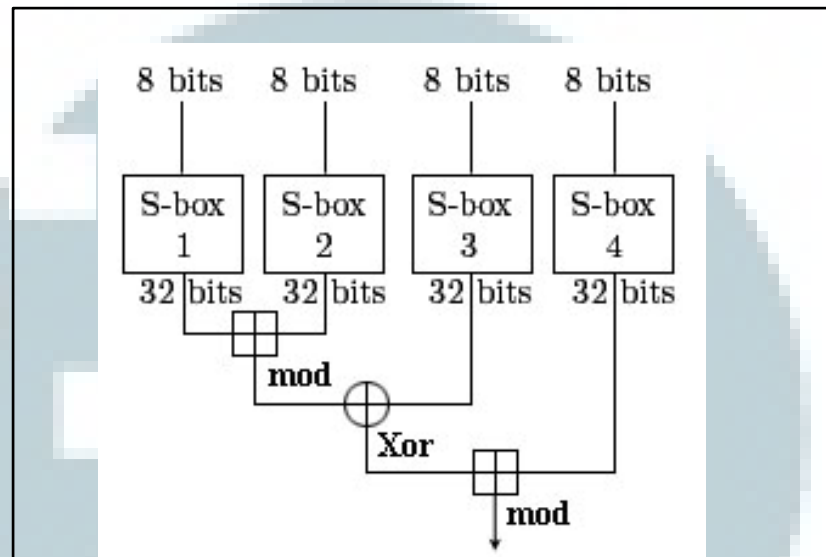 8 bits 8 bits 8 bits 8 bits
S-box S-box S-box S-box
1 2 3 4
32 bits 32 bits 32 bits 32 bits
mod
Xor
mod